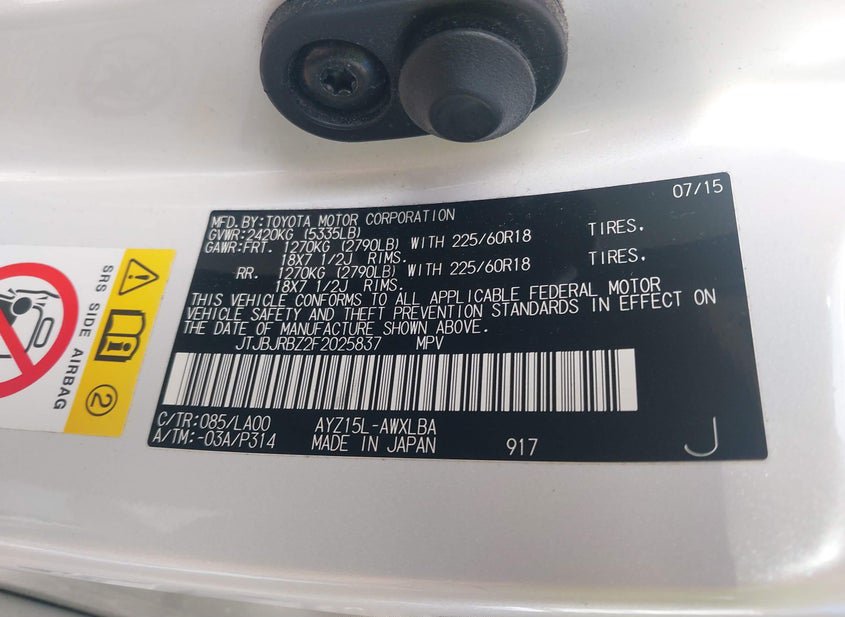 07/15
MFD.BY:TOYOTA MOTOR CORPORATION
GVWR:2420KG (5335LB)
GAWR:FRT. 1270KG (2790LB) WITH 225/60R18 TIRES.
18X7 1/2J RIMS.
RR. 1270KG (2790LB) WITH 225/60R18 TIRES.
18X7 1/2J RIMS.
THIS VEHICLE CONFORMS TO ALL APPLICABLE FEDERAL MOTOR
VEHICLE SAFETY AND THEFT PREVENTION STANDARDS IN EFFECT ON
THE DATE OF MANUFACTURE SHOWN ABOVE.
JTJBJRBZ2F2025837 MPV
C/TR:085/LA00 AYZ15L-AWXLBA
A/TM:-03A/P314 MADE IN JAPAN 917 J
SRS SIDE AIRBAG
2